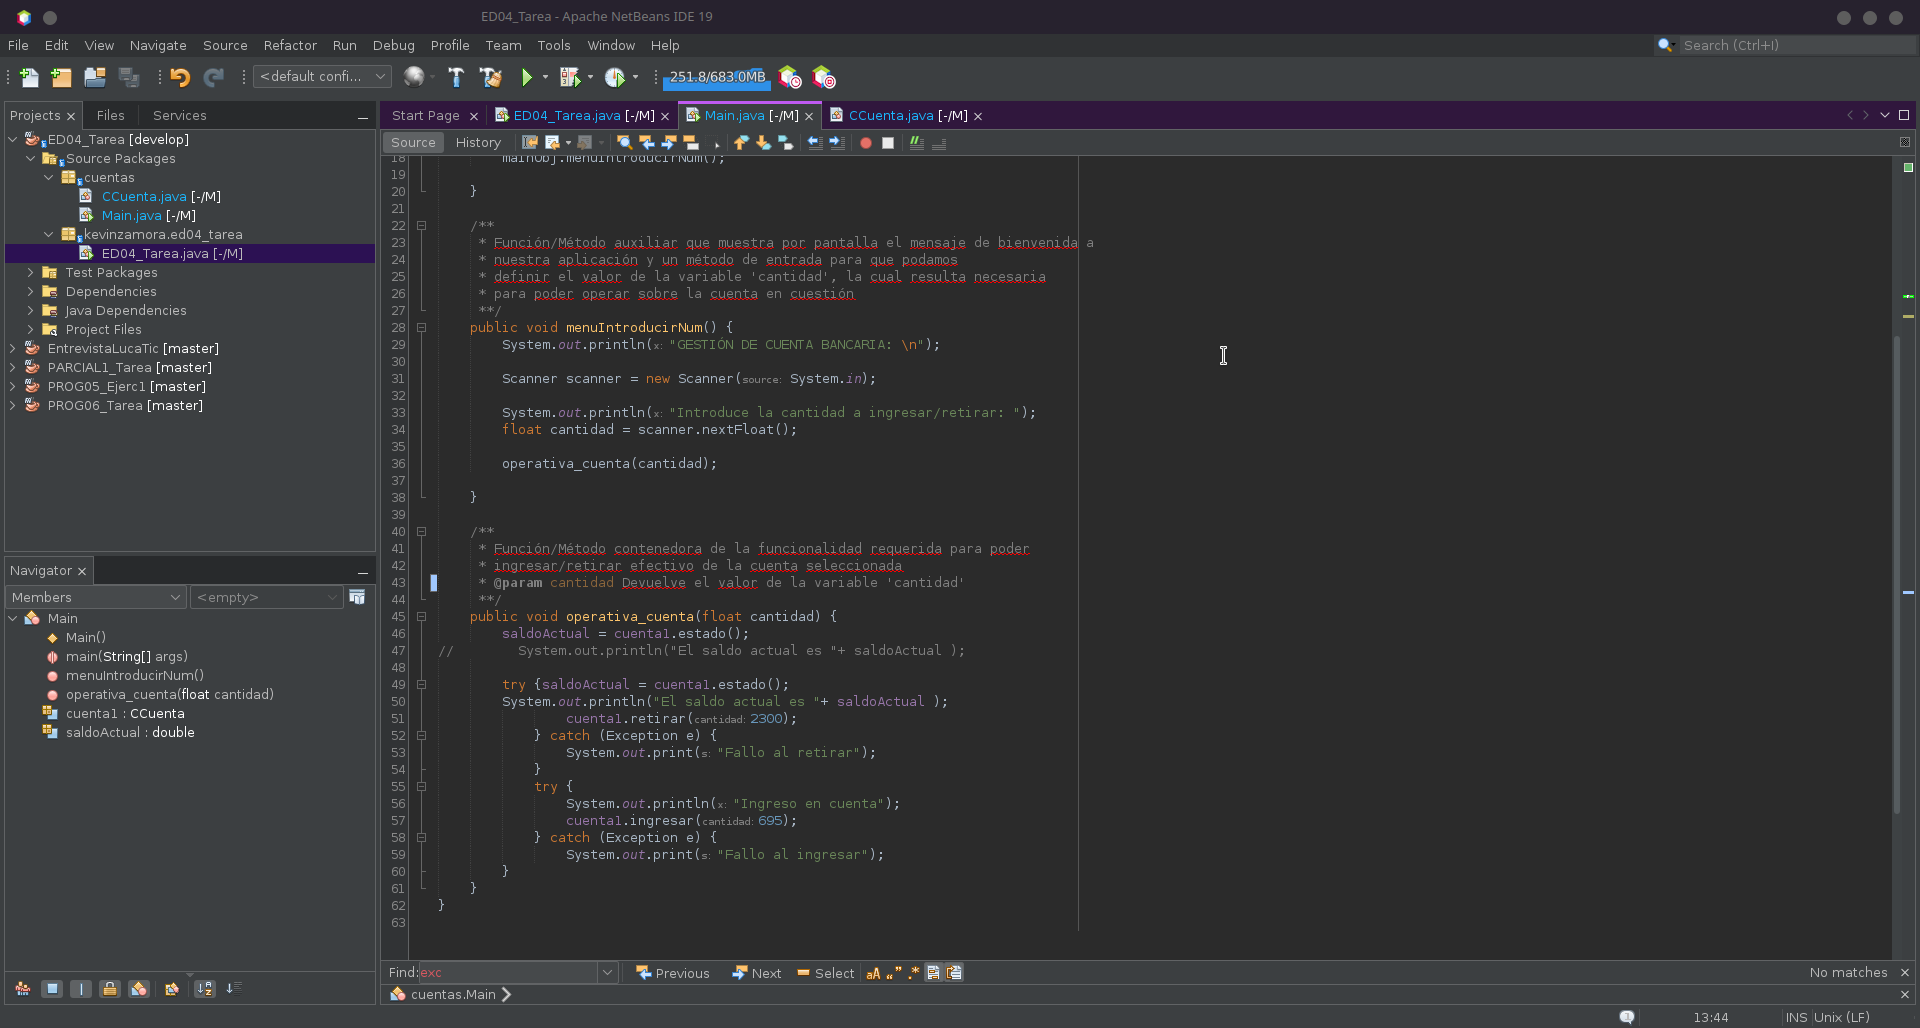 ED04_Tarea - Apache NetBeans IDE 19
File Edit View Navigate Source Refactor Run Debug Profile Team Tools Window Help
Search (Ctrl+I)
<default confi...
251.8/683.0MB
Projects Files Services
ED04_Tarea [develop]
Source Packages
cuentas
CCuenta.java [-/M]
Main.java [-/M]
kevinzamora.ed04_tarea
ED04_Tarea.java [-/M]
Test Packages
Dependencies
Java Dependencies
Project Files
EntrevistaLucaTic [master]
PARCIAL1_Tarea [master]
PROG05_Ejerc1 [master]
PROG06_Tarea [master]
Navigator
Members <empty>
Main
Main()
main(String[] args)
menuIntroducirNum()
operativa_cuenta(float cantidad)
cuenta1 : CCuenta
saldoActual : double
Start Page ED04_Tarea.java [-/M] Main.java [-/M] CCuenta.java [-/M]
Source History
18 mainObj.menuIntroducirNum();
19
20 }
21
22 /**
23 * Función/Método auxiliar que muestra por pantalla el mensaje de bienvenida a
24 * nuestra aplicación y un método de entrada para que podamos
25 * definir el valor de la variable 'cantidad', la cual resulta necesaria
26 * para poder operar sobre la cuenta en cuestión
27 **/
28 public void menuIntroducirNum() {
29 System.out.println(x: "GESTIÓN DE CUENTA BANCARIA: \n");
30
31 Scanner scanner = new Scanner(source: System.in);
32
33 System.out.println(x: "Introduce la cantidad a ingresar/retirar: ");
34 float cantidad = scanner.nextFloat();
35
36 operativa_cuenta(cantidad);
37
38 }
39
40 /**
41 * Función/Método contenedora de la funcionalidad requerida para poder
42 * ingresar/retirar efectivo de la cuenta seleccionada
43 * @param cantidad Devuelve el valor de la variable 'cantidad'
44 **/
45 public void operativa_cuenta(float cantidad) {
46 saldoActual = cuenta1.estado();
47 // System.out.println("El saldo actual es "+ saldoActual );
48
49 try {saldoActual = cuenta1.estado();
50 System.out.println("El saldo actual es "+ saldoActual );
51 cuenta1.retirar(cantidad: 2300);
52 } catch (Exception e) {
53 System.out.print(s: "Fallo al retirar");
54 }
55 try {
56 System.out.println(x: "Ingreso en cuenta");
57 cuenta1.ingresar(cantidad: 695);
58 } catch (Exception e) {
59 System.out.print(s: "Fallo al ingresar");
60 }
61 }
62 }
63
Find: exc Previous Next Select No matches
cuentas.Main
13:44 INS Unix (LF)